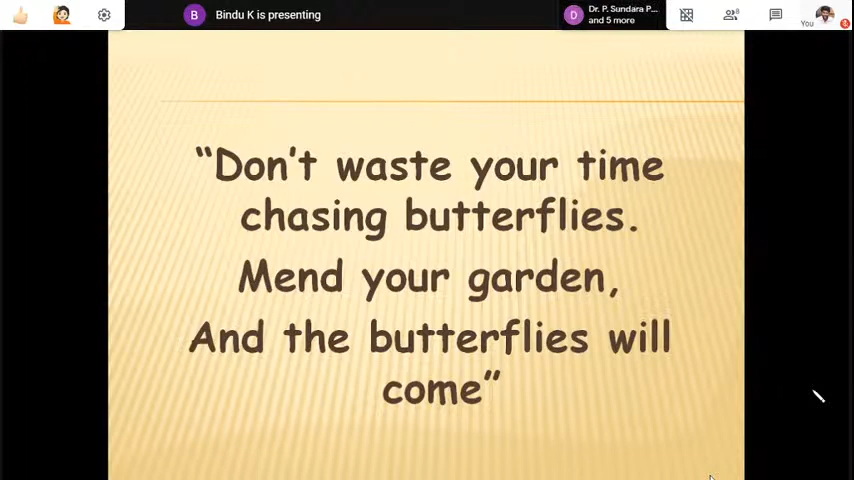 B Bindu K is presenting
D Dr. P. Sundara P...
and 5 more
8
You
“Don't waste your time
chasing butterflies.
Mend your garden,
And the butterflies will
come”